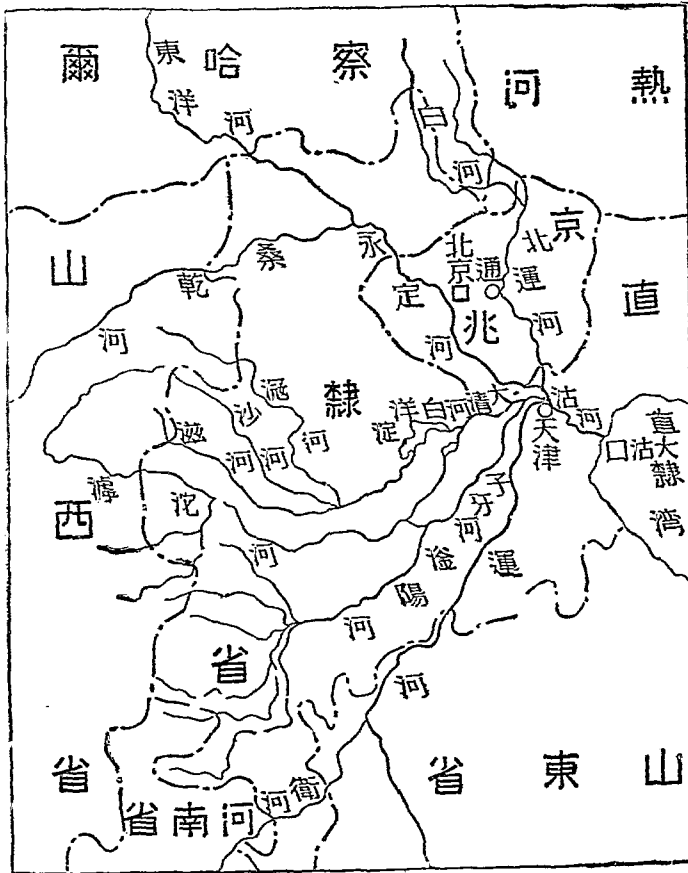 爾哈察
熱河
東洋河
白河
京兆
北京
通
北運河
直隸省
山西省
桑乾河
永定河
滋河
沙河
滱河
白洋淀
大清河
沽河
天津
大沽口
直隸湾
滹沱河
子牙河
滏陽河
運河
衛河
省南河
省東山